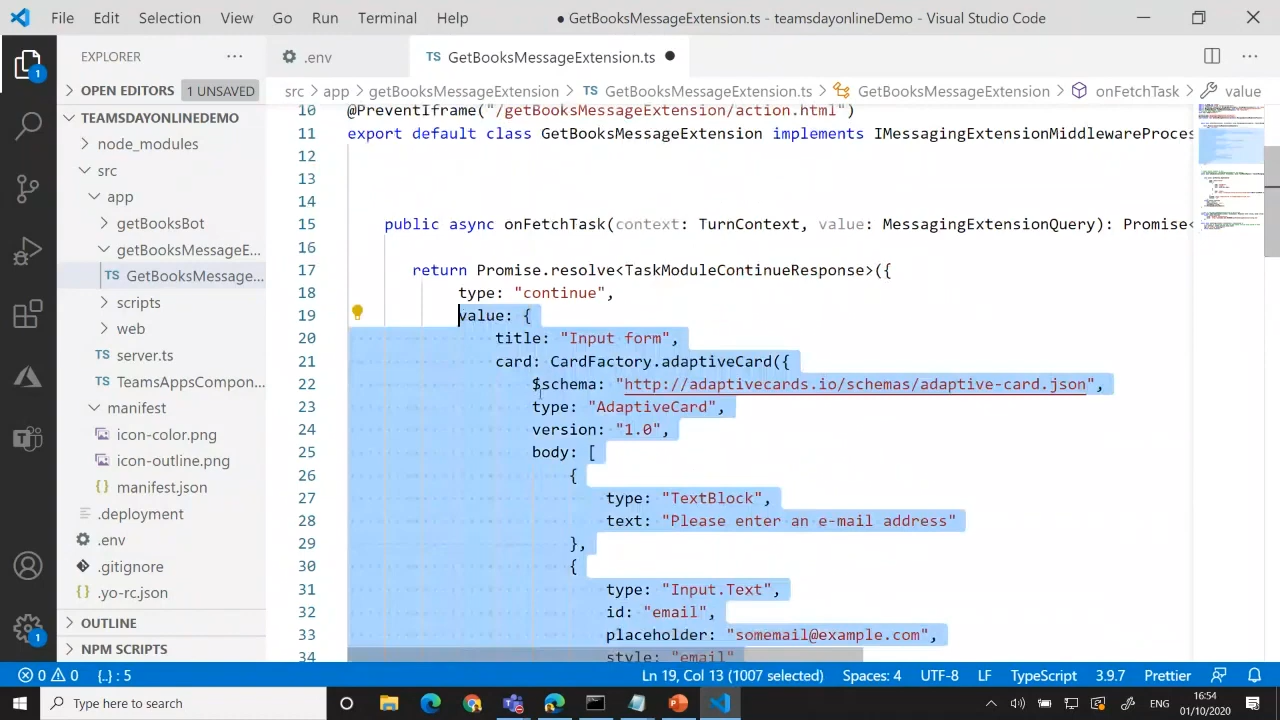 File Edit Selection View Go Run Terminal Help ● GetBooksMessageExtension.ts - teamsdayonlineDemo - Visual Studio Code
EXPLORER ...
.env
TS GetBooksMessageExtension.ts ●
OPEN EDITORS 1 UNSAVED
src > app > getBooksMessageExtension > TS GetBooksMessageExtension.ts > GetBooksMessageExtension > onFetchTask > value
TEAMSDAYONLINEDEMO
node_modules
src
app
getBooksBot
getBooksMessageE...
TS GetBooksMessage...
scripts
web
TS server.ts
TS TeamsAppsCompon...
manifest
icon-color.png
icon-outline.png
{} manifest.json
.deployment
.env
.gitignore
{} .yo-rc.json
OUTLINE
NPM SCRIPTS
10 @PreventIframe("/getBooksMessageExtension/action.html")
11 export default class GetBooksMessageExtension implements IMessagingExtensionMiddlewareProces
12
13
14
15 public async onFetchTask(context: TurnContext, value: MessagingExtensionQuery): Promise<
16
17 return Promise.resolve<TaskModuleContinueResponse>({
18 type: "continue",
19 value: {
20 title: "Input form",
21 card: CardFactory.adaptiveCard({
22 $schema: "http://adaptivecards.io/schemas/adaptive-card.json",
23 type: "AdaptiveCard",
24 version: "1.0",
25 body: [
26 {
27 type: "TextBlock",
28 text: "Please enter an e-mail address"
29 },
30 {
31 type: "Input.Text",
32 id: "email",
33 placeholder: "somemail@example.com",
34 style: "email"
1
1
0 0 {..} : 5 Ln 19, Col 13 (1007 selected) Spaces: 4 UTF-8 LF TypeScript 3.9.7 Prettier
Type here to search
ENG
16:54
01/10/2020